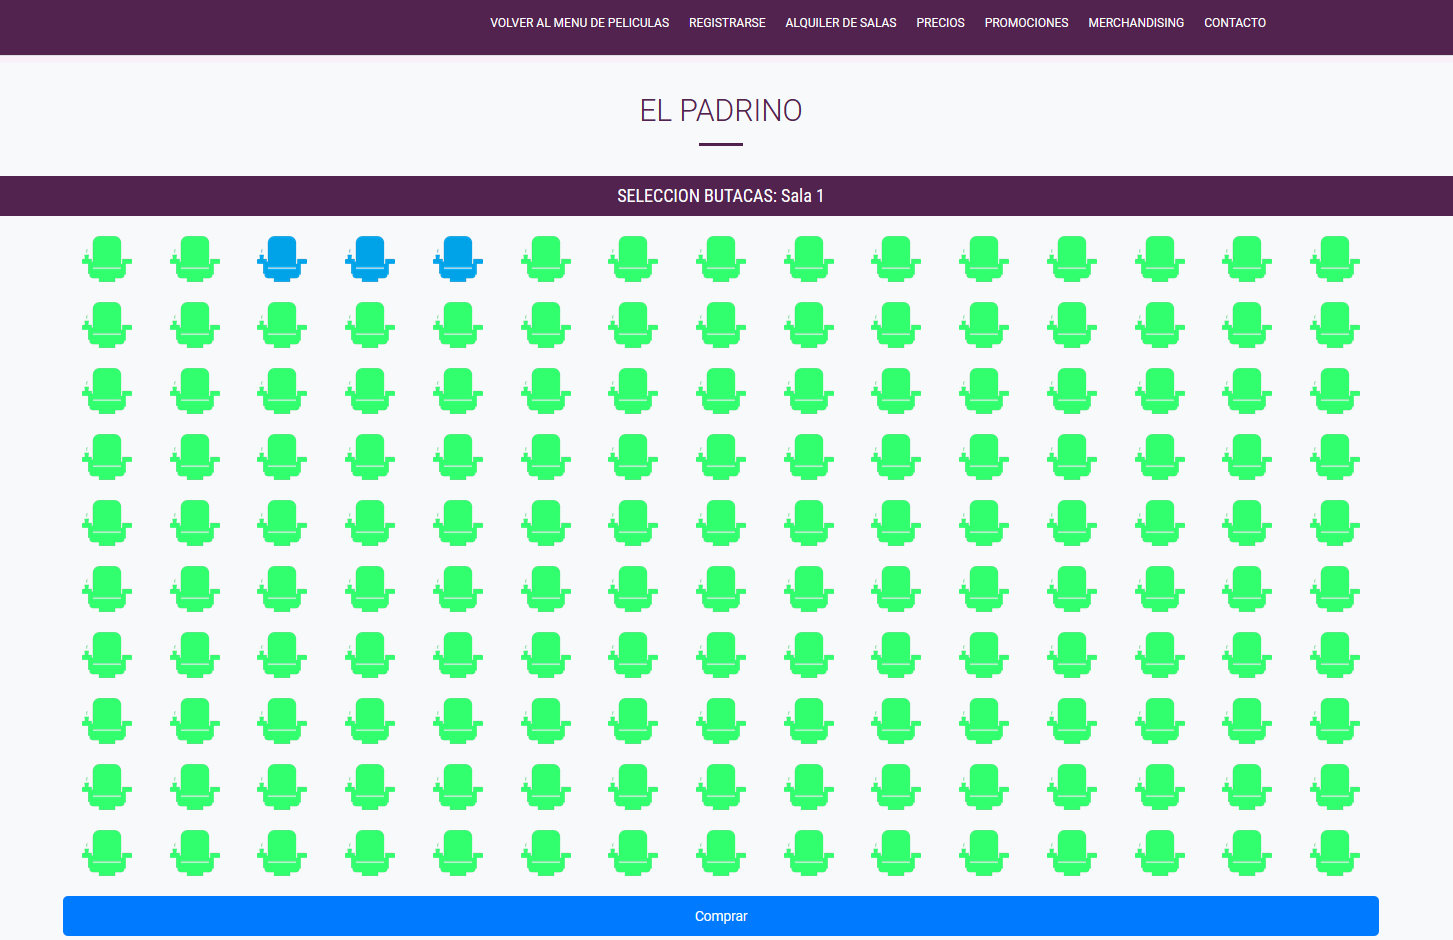 VOLVER AL MENU DE PELICULAS REGISTRARSE ALQUILER DE SALAS PRECIOS PROMOCIONES MERCHANDISING CONTACTO
EL PADRINO
SELECCION BUTACAS: Sala 1
Comprar